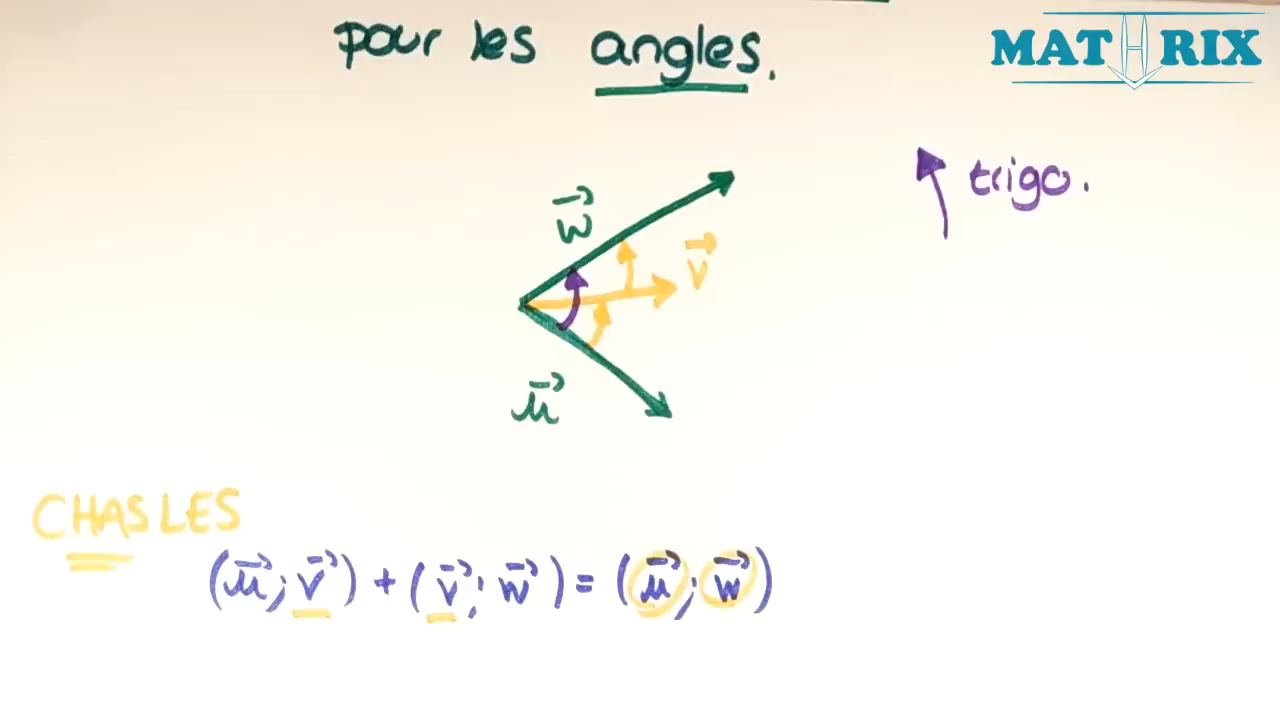 pour les angles.
MATHRIX
trigo.
w⃗
v⃗
u⃗
CHASLES
(u⃗; v⃗) + (v⃗; w⃗) = (u⃗; w⃗)